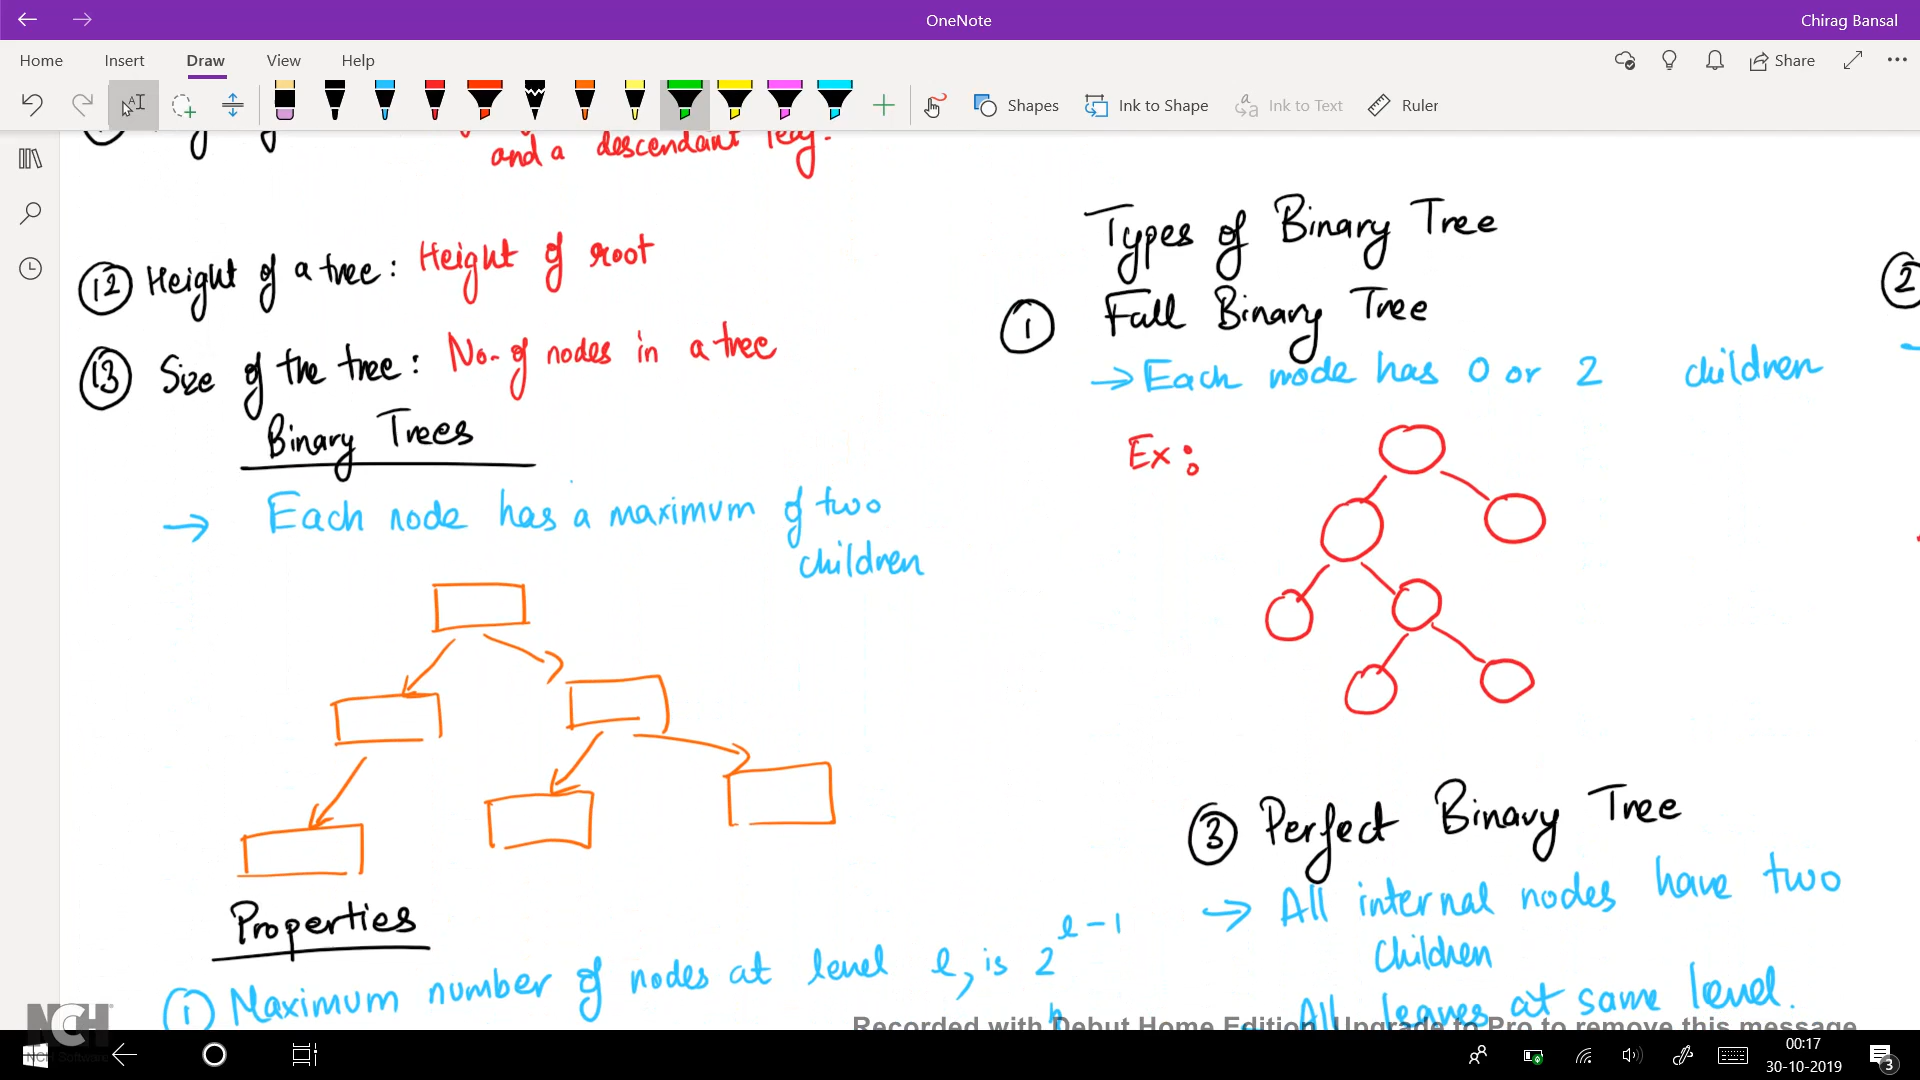 OneNote
Chirag Bansal
Home Insert Draw View Help
Share
Shapes Ink to Shape Ink to Text Ruler
and a descendant leaf.
12 Height of a tree: Height of root
13 Size of the tree: No. of nodes in a tree
Binary Trees
→ Each node has a maximum of two
children
Properties
1 Maximum number of nodes at level l, is 2^l-1
Types of Binary Tree
1 Full Binary Tree
→ Each node has 0 or 2 children
Ex:
2
3 Perfect Binary Tree
→ All internal nodes have two
children
All leaves at same level.
NCH
NCH Software
Recorded with Debut Home Edition. Upgrade to Pro to remove this message
00:17
30-10-2019
3